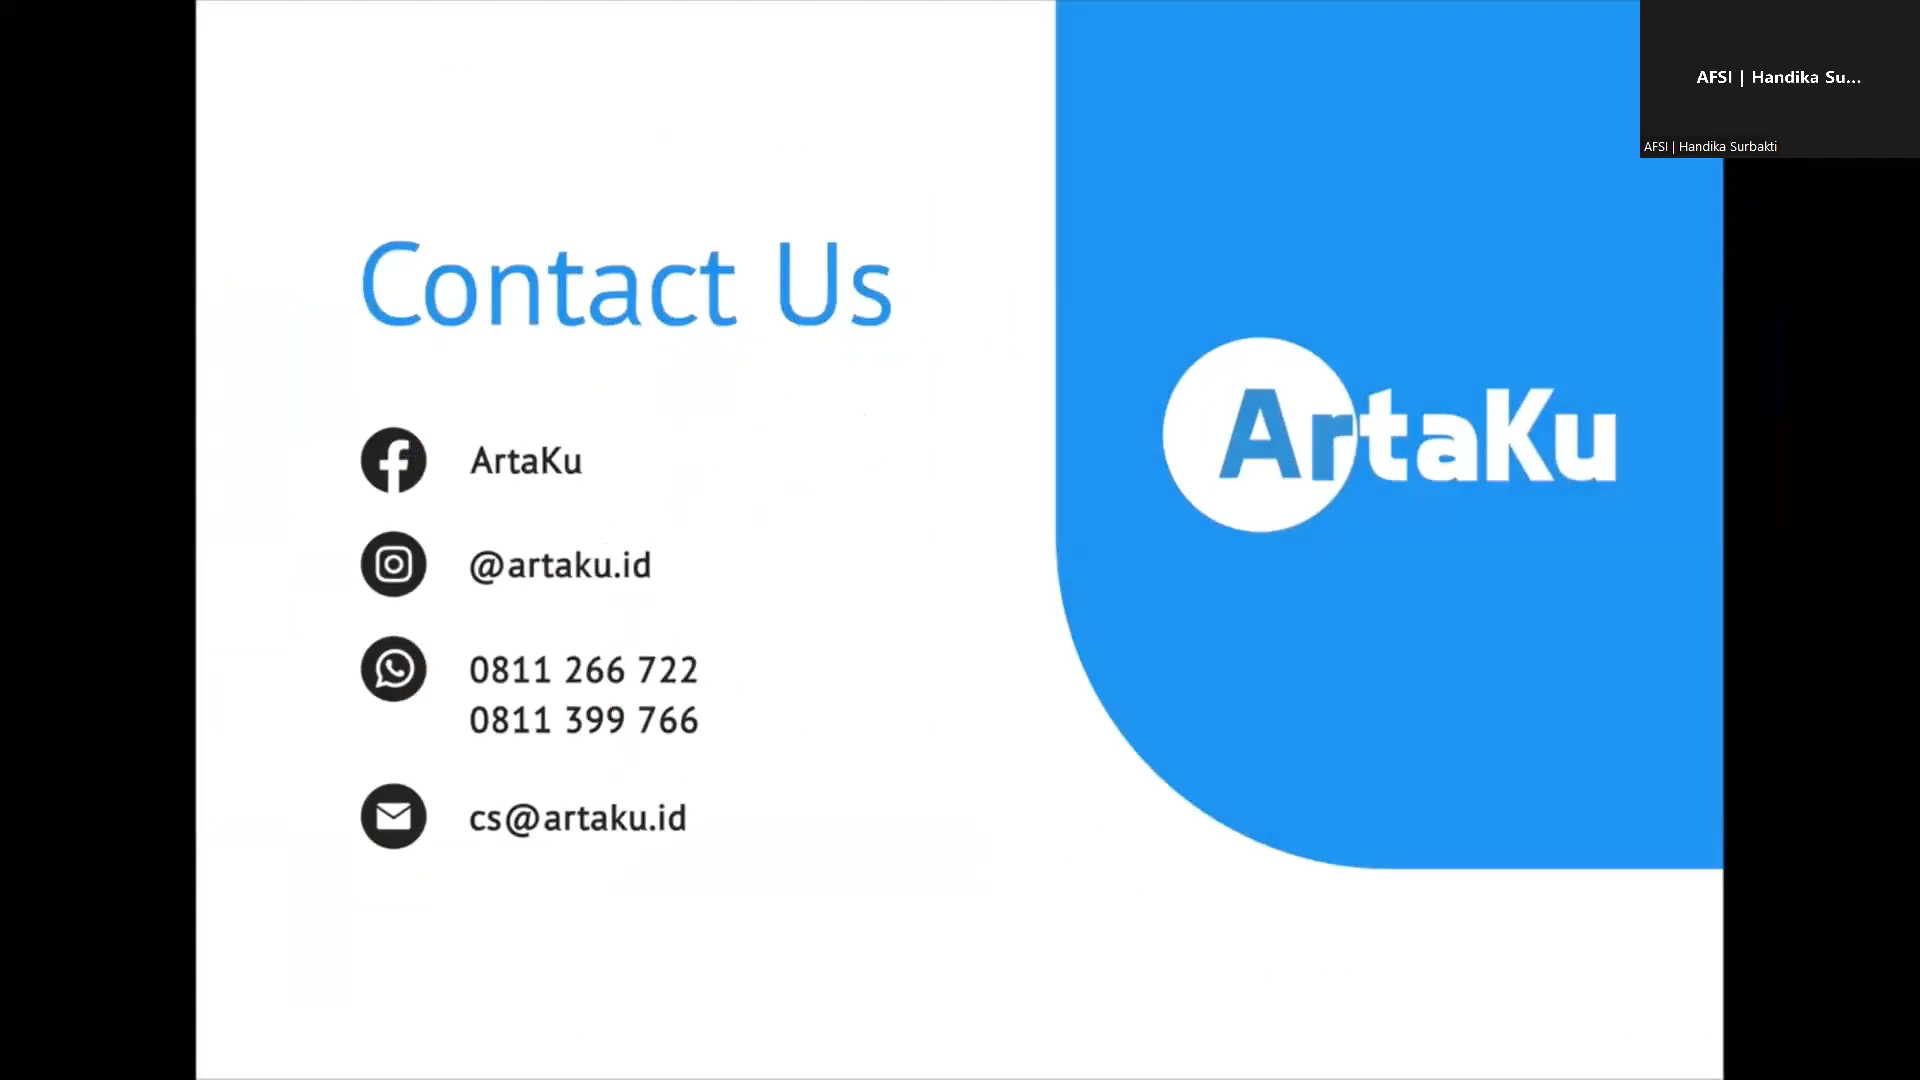 AFSI | Handika Su...
AFSI | Handika Surbakti
Contact Us
ArtaKu
@artaku.id
0811 266 722
0811 399 766
cs@artaku.id
ArtaKu